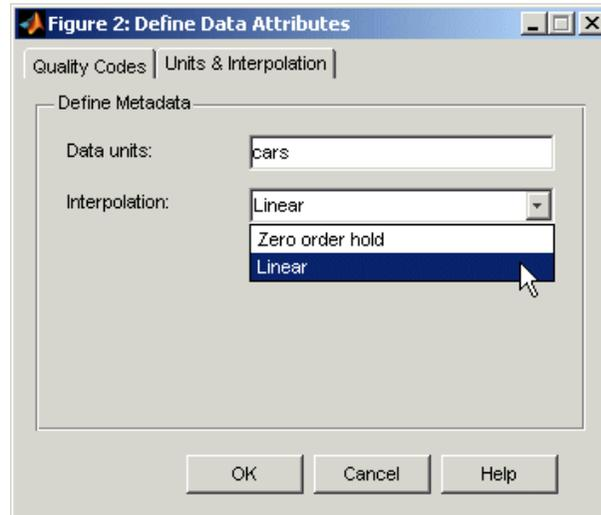 Figure 2: Define Data Attributes
Quality Codes
Units & Interpolation
Define Metadata
Data units:
cars
Interpolation:
Linear
Zero order hold
Linear
OK
Cancel
Help